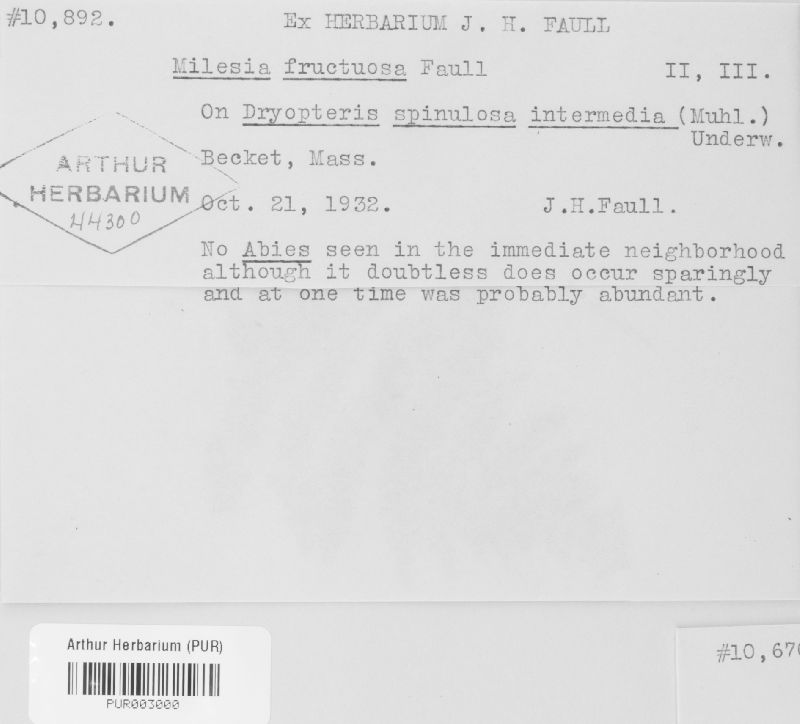 #10,892.
Ex HERBARIUM J. H. FAULL
Milesia fructuosa Faull II, III.
On Dryopteris spinulosa intermedia (Muhl.)
Underw.
Becket, Mass.
ARTHUR
HERBARIUM
44300
Oct. 21, 1932. J.H.Faull.
No Abies seen in the immediate neighborhood
although it doubtless does occur sparingly
and at one time was probably abundant.
Arthur Herbarium (PUR)
PUR003000
#10,670